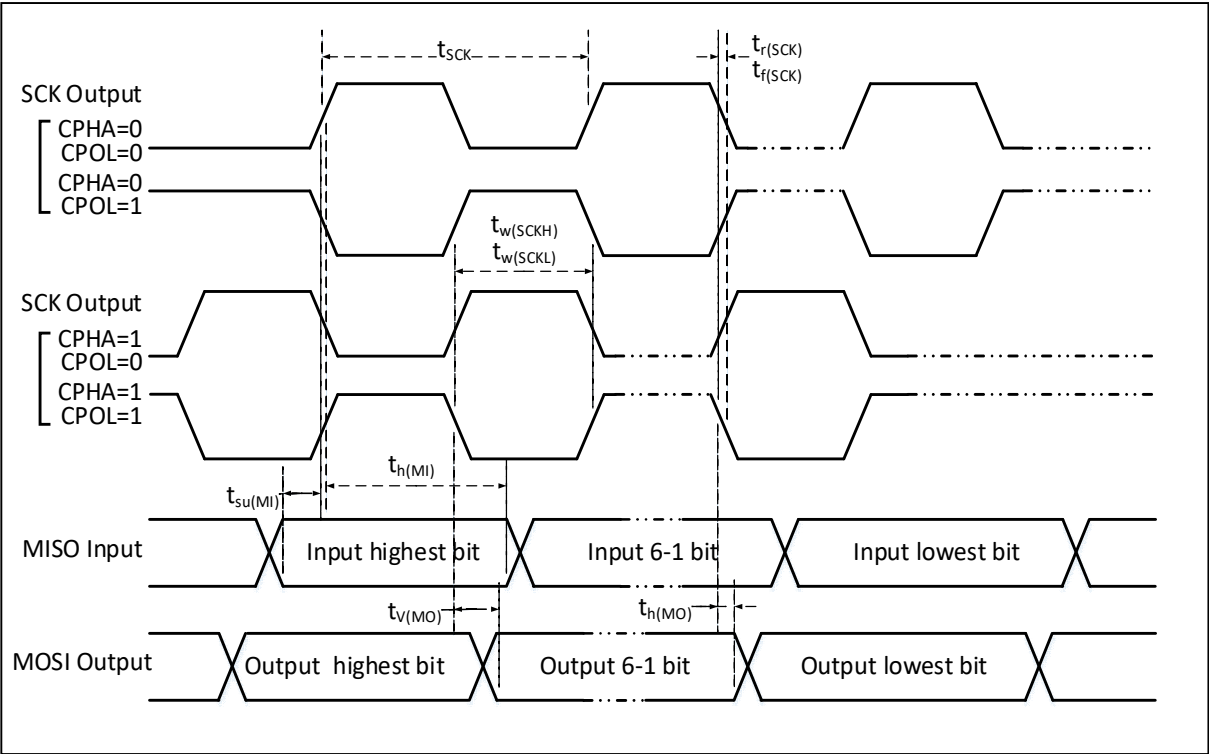 tSCK
tr(SCK)
tf(SCK)
SCK Output
CPHA=0
CPOL=0
CPHA=0
CPOL=1
tw(SCKH)
tw(SCKL)
SCK Output
CPHA=1
CPOL=0
CPHA=1
CPOL=1
th(MI)
tsu(MI)
MISO Input
Input highest bit
Input 6-1 bit
Input lowest bit
tV(MO)
th(MO)
MOSI Output
Output highest bit
Output 6-1 bit
Output lowest bit